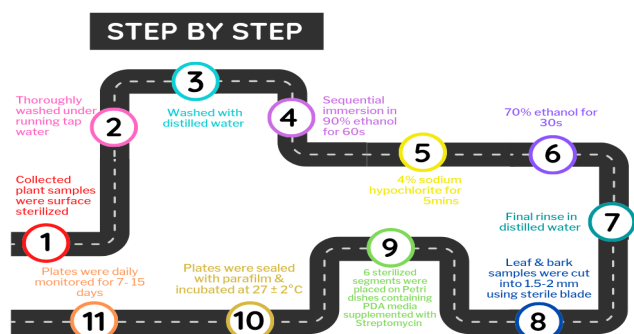 STEP BY STEP
1
Collected
plant samples
were surface
sterilized
2
Thoroughly
washed under
running tap
water
3
Washed with
distilled water
4
Sequential
immersion in
90% ethanol
for 60s
5
4% sodium
hypochlorite for
5mins
6
70% ethanol for
30s
7
Final rinse in
distilled water
8
Leaf & bark
samples were cut
into 1.5-2 mm
using sterile blade
9
6 sterilized
segments were
placed on Petri
dishes containing
PDA media
supplemented with
Streptomycin
10
Plates were sealed
with parafilm &
incubated at 27 ± 2°C
11
Plates were daily
monitored for 7- 15
days